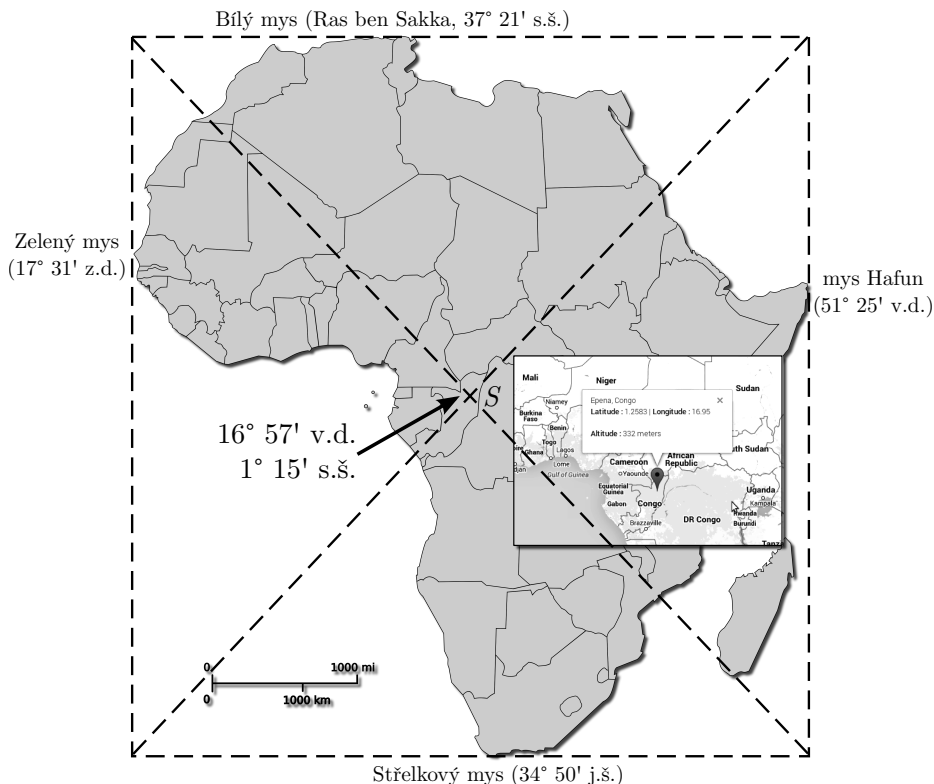 Bílý mys (Ras ben Sakka, 37° 21' s.š.)
Zelený mys
(17° 31' z.d.)
mys Hafun
(51° 25' v.d.)
S
16° 57' v.d.
1° 15' s.š.
Mali
Niger
Sudan
Epena, Congo
Latitude : 1.2583 | Longitude : 16.95
Altitude : 332 meters
Niamey
Burkina
Faso
Benin
Togo
Ghana
Lagos
Lome
Gulf of Guinea
Cameroon
Yaounde
African
Republic
uth Sudan
Equatorial
Guinea
Gabon
Congo
Uganda
Kampala
Rwanda
Burundi
Brazzaville
DR Congo
Tanz
0 1000 mi
0 1000 km
Střelkový mys (34° 50' j.š.)